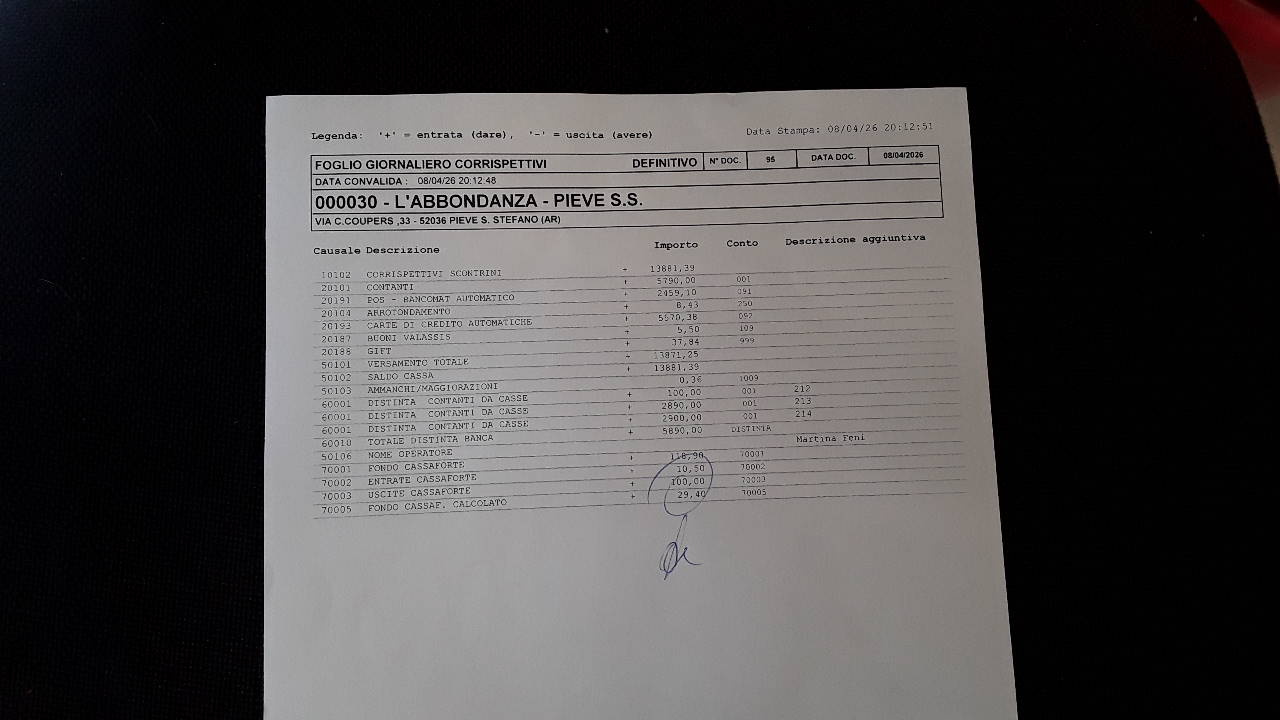 Legenda: '+' = entrata (dare), '-' = uscita (avere)
Data Stampa: 08/04/26 20:12:51
FOGLIO GIORNALIERO CORRISPETTIVI DEFINITIVO N° DOC. 95 DATA DOC. 08/04/2026
DATA CONVALIDA : 08/04/26 20:12:48
000030 - L'ABBONDANZA - PIEVE S.S.
VIA C.COUPERS ,33 - 52036 PIEVE S. STEFANO (AR)
Causale Descrizione Importo Conto Descrizione aggiuntiva
10102 CORRISPETTIVI SCONTRINI + 13881,39
20101 CONTANTI + 5790,00 001
20191 POS - BANCOMAT AUTOMATICO + 2459,10 091
20104 ARROTONDAMENTO + 8,43 250
20193 CARTE DI CREDITO AUTOMATICHE + 5570,38 092
20187 BUONI VALASSIS + 5,50 109
20188 GIFT + 37,84 999
50101 VERSAMENTO TOTALE + 13871,25
50102 SALDO CASSA + 13881,39
50103 AMMANCHI/MAGGIORAZIONI 0,36 1009
60001 DISTINTA CONTANTI DA CASSE + 100,00 001 212
60001 DISTINTA CONTANTI DA CASSE + 2890,00 001 213
60001 DISTINTA CONTANTI DA CASSE + 2900,00 001 214
60010 TOTALE DISTINTA BANCA + 5890,00 DISTINTA
50106 NOME OPERATORE Martina Feni
70001 FONDO CASSAFORTE + 118,90 70001
70002 ENTRATE CASSAFORTE + 10,50 70002
70003 USCITE CASSAFORTE + 100,00 70003
70005 FONDO CASSAF. CALCOLATO + 29,40 70005